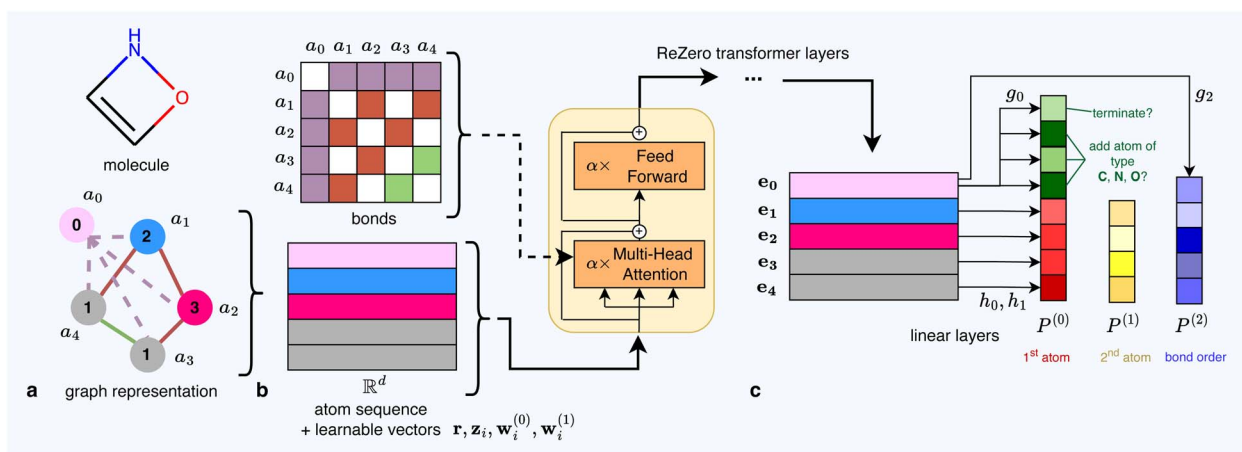 H
N
O
molecule
a₀
0
a₁
2
3
a₂
1
a₄
1
a₃
a
graph representation
a₀ a₁ a₂ a₃ a₄
a₀
a₁
a₂
a₃
a₄
bonds
b
ℝᵈ
atom sequence
+ learnable vectors r, zᵢ, wᵢ⁽⁰⁾, wᵢ⁽¹⁾
ReZero transformer layers
...
+
α× Feed
Forward
+
α× Multi-Head
Attention
c
e₀
e₁
e₂
e₃
e₄
linear layers
h₀, h₁
g₀
g₂
terminate?
add atom of
type
C, N, O?
P⁽⁰⁾
P⁽¹⁾
P⁽²⁾
1st atom
2nd atom
bond order